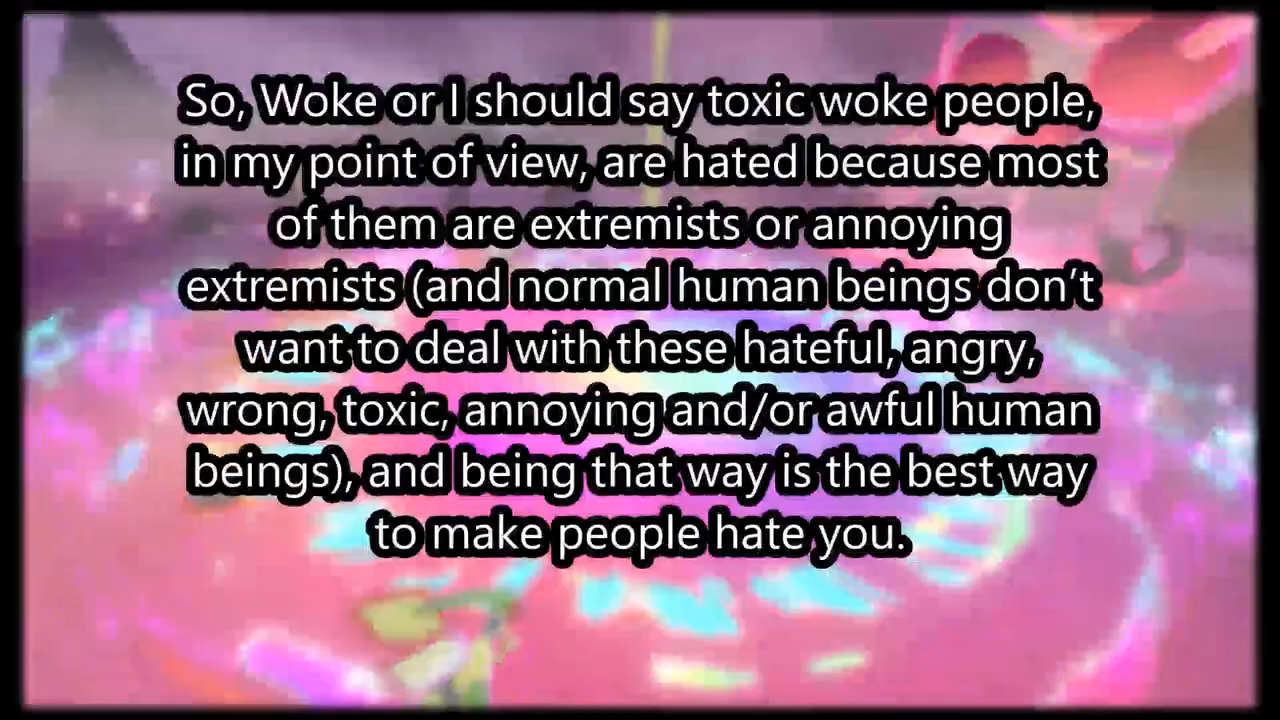 So, Woke or I should say toxic woke people,
in my point of view, are hated because most
of them are extremists or annoying
extremists (and normal human beings don’t
want to deal with these hateful, angry,
wrong, toxic, annoying and/or awful human
beings), and being that way is the best way
to make people hate you.